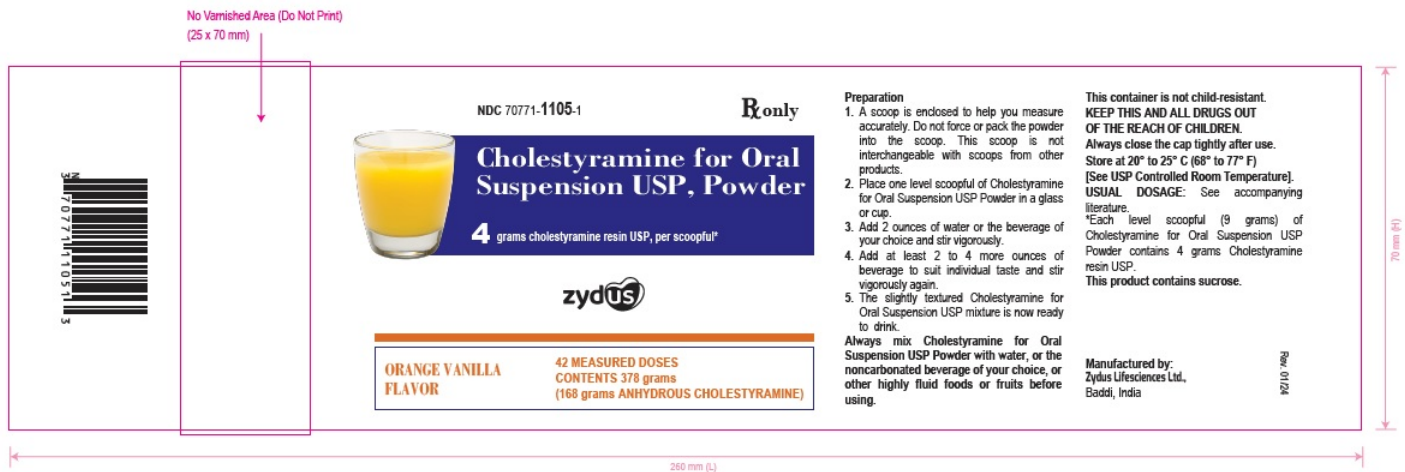 No Varnished Area (Do Not Print)
(25 x 70 mm)
N
3 70771 11051 3
NDC 70771-1105-1
Rx only
Cholestyramine for Oral
Suspension USP, Powder
4 grams cholestyramine resin USP, per scoopful*
zydus
ORANGE VANILLA
FLAVOR
42 MEASURED DOSES
CONTENTS 378 grams
(168 grams ANHYDROUS CHOLESTYRAMINE)
Preparation
1. A scoop is enclosed to help you measure
accurately. Do not force or pack the powder
into the scoop. This scoop is not
interchangeable with scoops from other
products.
2. Place one level scoopful of Cholestyramine
for Oral Suspension USP Powder in a glass
or cup.
3. Add 2 ounces of water or the beverage of
your choice and stir vigorously.
4. Add at least 2 to 4 more ounces of
beverage to suit individual taste and stir
vigorously again.
5. The slightly textured Cholestyramine for
Oral Suspension USP mixture is now ready
to drink.
Always mix Cholestyramine for Oral
Suspension USP Powder with water, or the
noncarbonated beverage of your choice, or
other highly fluid foods or fruits before
using.
This container is not child-resistant.
KEEP THIS AND ALL DRUGS OUT
OF THE REACH OF CHILDREN.
Always close the cap tightly after use.
Store at 20° to 25° C (68° to 77° F)
[See USP Controlled Room Temperature].
USUAL DOSAGE: See accompanying
literature.
*Each level scoopful (9 grams) of
Cholestyramine for Oral Suspension USP
Powder contains 4 grams Cholestyramine
resin USP.
This product contains sucrose.
Manufactured by:
Zydus Lifesciences Ltd.,
Baddi, India
Rev. 01/24
70 mm (H)
260 mm (L)